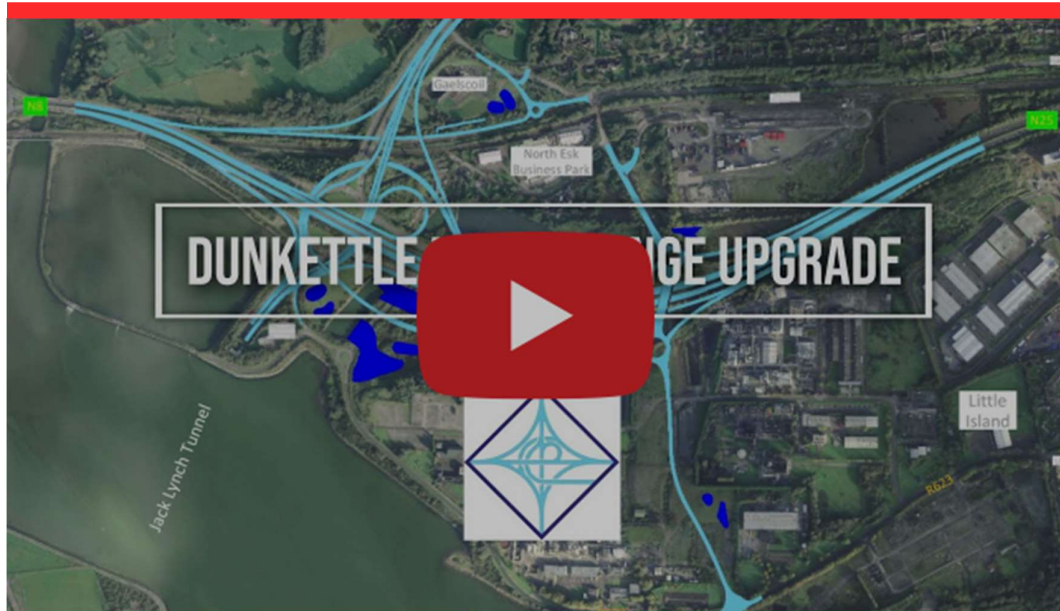 Gaelscoil
N8
N25
North Esk
Business Park
DUNKETTLE NGE UPGRADE
Little
Island
R623
Jack Lynch Tunnel